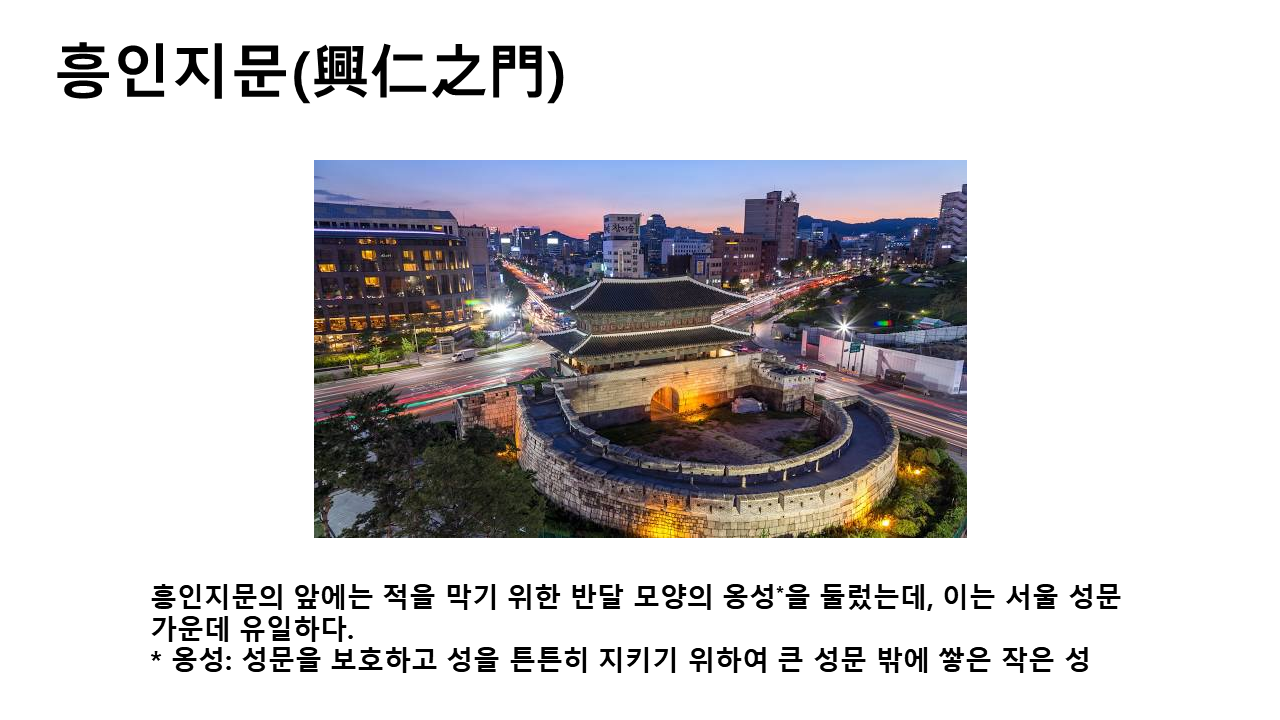 흥인지문(興仁之門)
흥인지문의 앞에는 적을 막기 위한 반달 모양의 옹성*을 둘렀는데, 이는 서울 성문
가운데 유일하다.
* 옹성: 성문을 보호하고 성을 튼튼히 지키기 위하여 큰 성문 밖에 쌓은 작은 성